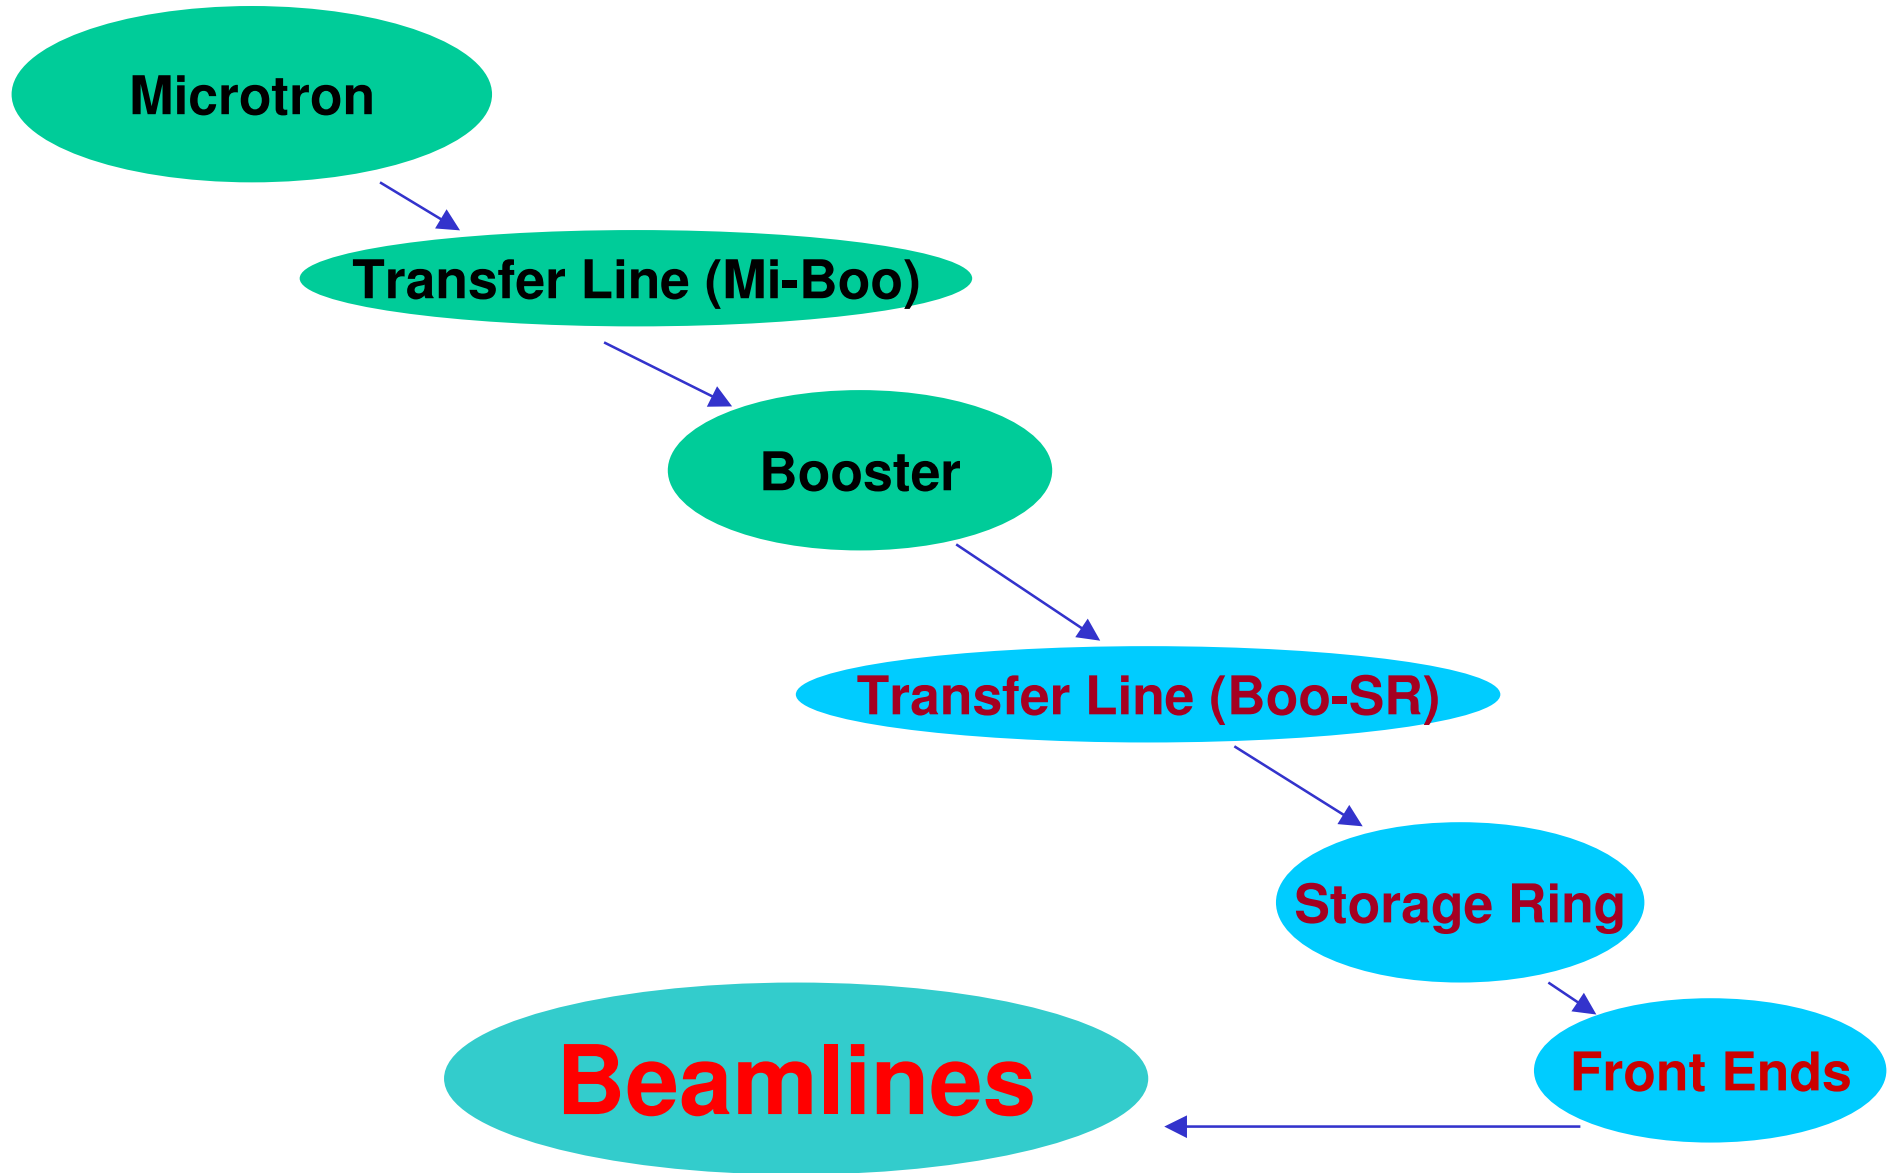 Microtron
Transfer Line (Mi-Boo)
Booster
Transfer Line (Boo-SR)
Storage Ring
Front Ends
Beamlines